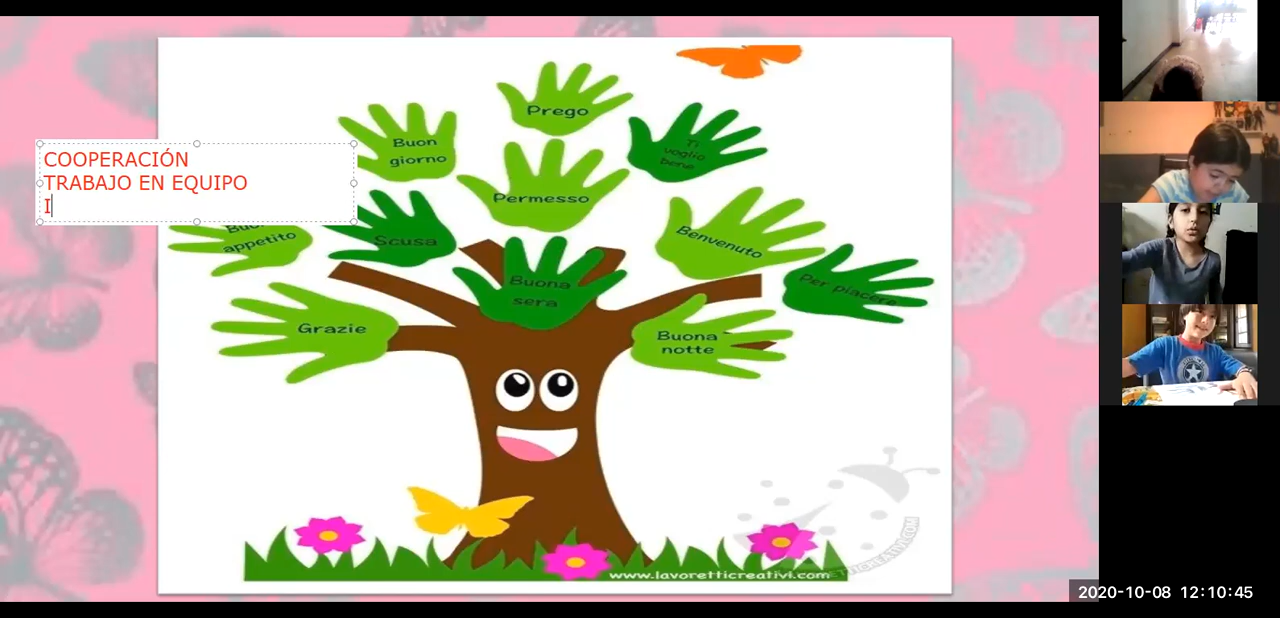 Prego
Buon
giorno
Ti
voglio
bene
COOPERACIÓN
TRABAJO EN EQUIPO
I
Permesso
appetito
Scusa
Benvenuto
Buona
sera
Per piacere
Grazie
Buona
notte
www.lavoretticreativi.com
2020-10-08 12:10:45